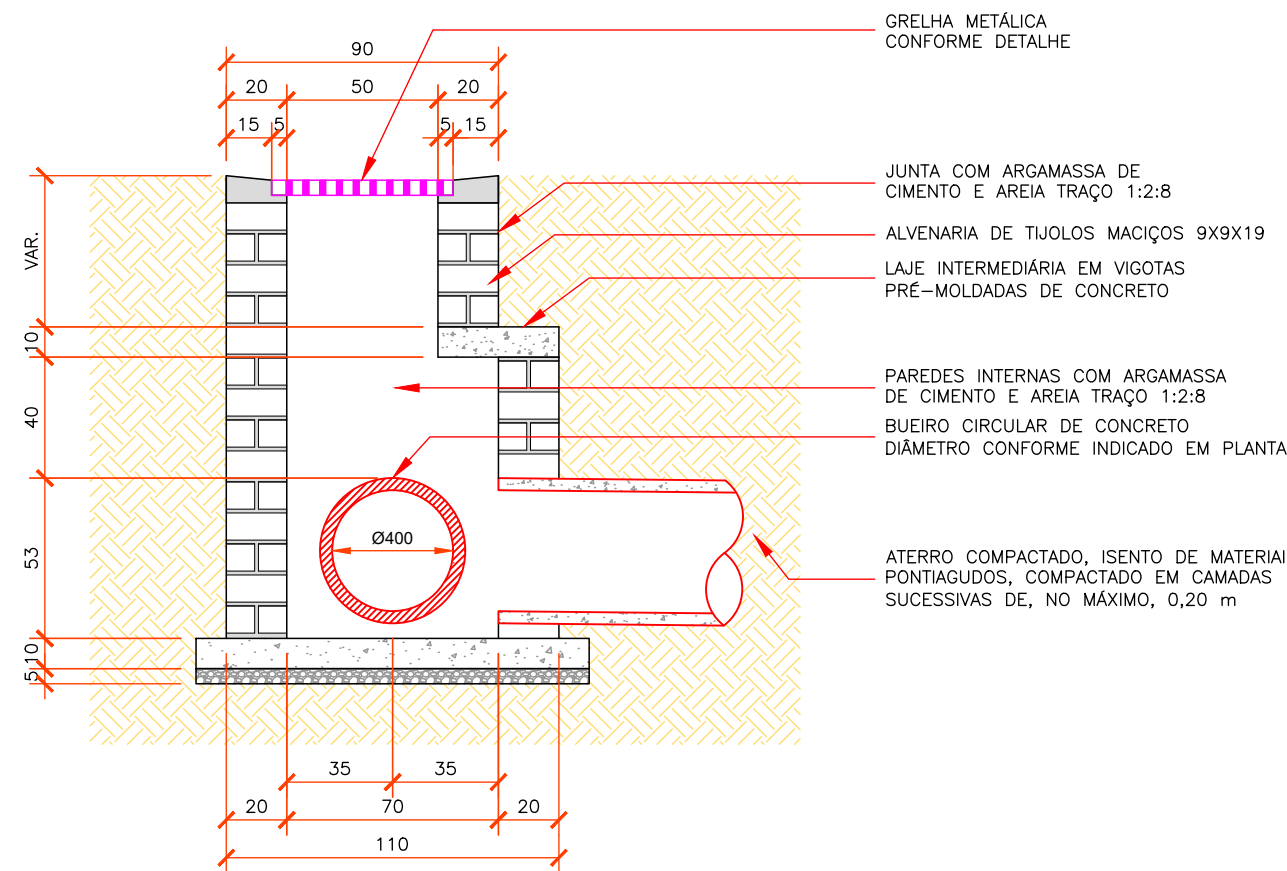 GRELHA METÁLICA
CONFORME DETALHE
90
20 50 20
15 5 5 15
JUNTA COM ARGAMASSA DE
CIMENTO E AREIA TRAÇO 1:2:8
ALVENARIA DE TIJOLOS MACIÇOS 9X9X19
LAJE INTERMEDIÁRIA EM VIGOTAS
PRÉ-MOLDADAS DE CONCRETO
PAREDES INTERNAS COM ARGAMASSA
DE CIMENTO E AREIA TRAÇO 1:2:8
BUEIRO CIRCULAR DE CONCRETO
DIÂMETRO CONFORME INDICADO EM PLANTA
ATERRO COMPACTADO, ISENTO DE MATERIAI
PONTIAGUDOS, COMPACTADO EM CAMADAS
SUCESSIVAS DE, NO MÁXIMO, 0,20 m
VAR.
10
40
53
10
5
Ø400
35 35
20 70 20
110